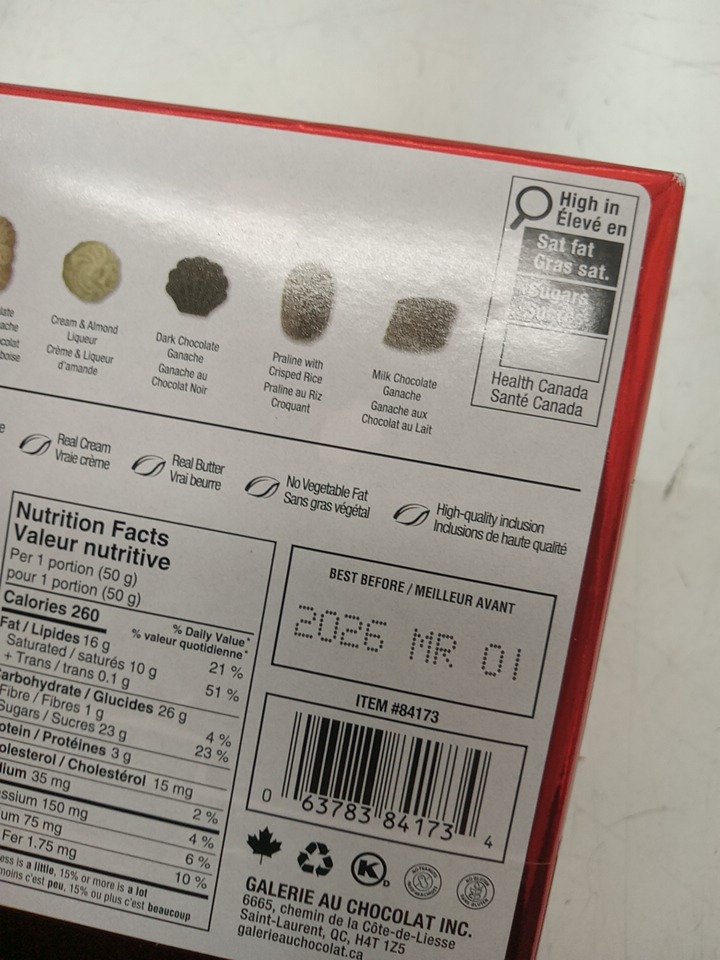 High in
Élevé en
Sat fat
Gras sat.
Sugars
Sucres
Health Canada
Santé Canada
Cream & Almond
Liqueur
Crème & Liqueur
d'amande
Dark Chocolate
Ganache
Ganache au
Chocolat Noir
Praline with
Crisped Rice
Praline au Riz
Croquant
Milk Chocolate
Ganache
Ganache aux
Chocolat au Lait
Real Cream
Vraie crème
Real Butter
Vrai beurre
No Vegetable Fat
Sans gras végétal
High-quality inclusion
Inclusions de haute qualité
Nutrition Facts
Valeur nutritive
Per 1 portion (50 g)
pour 1 portion (50 g)
Calories 260
% Daily Value*
% valeur quotidienne*
Fat / Lipides 16 g 21 %
Saturated / saturés 10 g
+ Trans / trans 0.1 g 51 %
arbohydrate / Glucides 26 g
Fibre / Fibres 1 g 4 %
Sugars / Sucres 23 g 23 %
otein / Protéines 3 g
olesterol / Cholestérol 15 mg
ium 35 mg 2 %
ssium 150 mg 4 %
um 75 mg 6 %
Fer 1.75 mg 10 %
ess is a little, 15% or more is a lot
moins c'est peu, 15% ou plus c'est beaucoup
BEST BEFORE / MEILLEUR AVANT
2026 MR 01
ITEM #84173
0 63783 84173 4
K D
GALERIE AU CHOCOLAT INC.
6665, chemin de la Côte-de-Liesse
Saint-Laurent, QC, H4T 1Z5
galerieauchocolat.ca